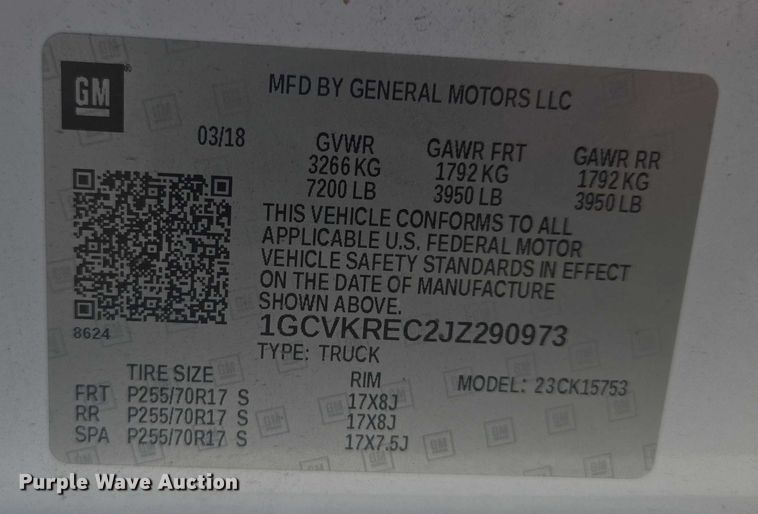 GM®
MFD BY GENERAL MOTORS LLC
03/18
GVWR
3266 KG
7200 LB
GAWR FRT
1792 KG
3950 LB
GAWR RR
1792 KG
3950 LB
THIS VEHICLE CONFORMS TO ALL
APPLICABLE U.S. FEDERAL MOTOR
VEHICLE SAFETY STANDARDS IN EFFECT
ON THE DATE OF MANUFACTURE
SHOWN ABOVE.
8624
1GCVKREC2JZ290973
TYPE: TRUCK
TIRE SIZE RIM MODEL: 23CK15753
FRT P255/70R17 S 17X8J
RR P255/70R17 S 17X8J
SPA P255/70R17 S 17X7.5J
Purple Wave Auction